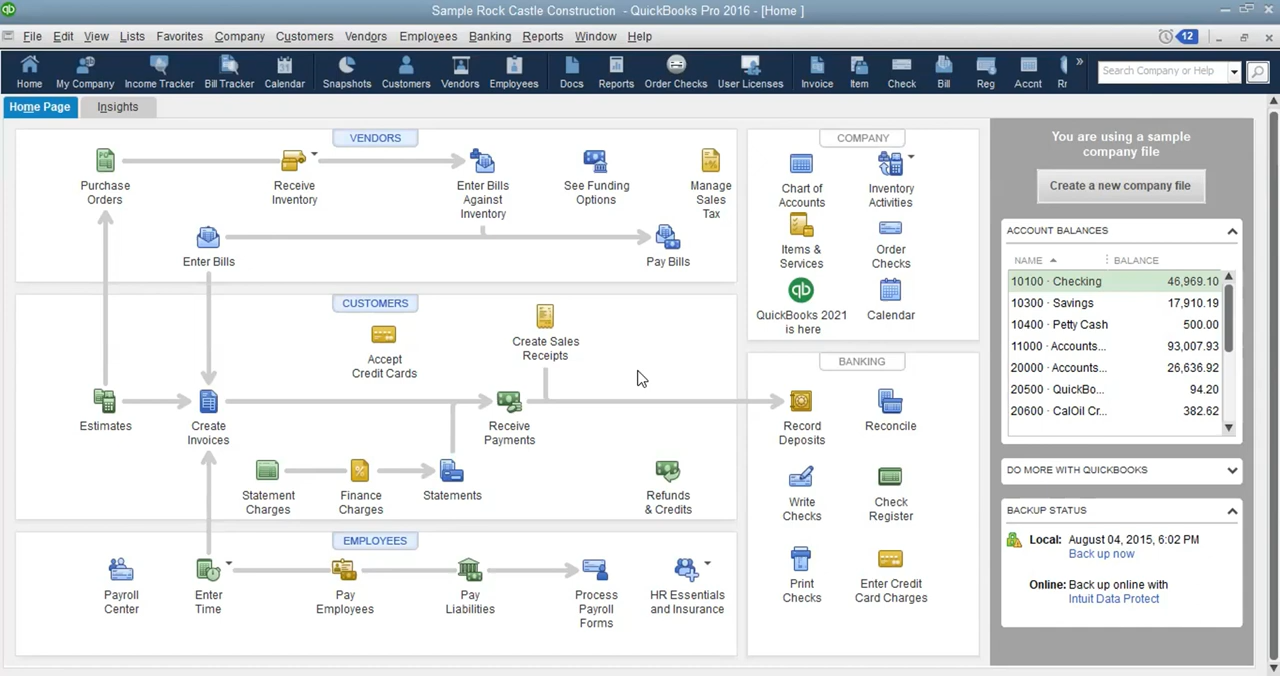 qb
Sample Rock Castle Construction - QuickBooks Pro 2016 - [Home ]
File Edit View Lists Favorites Company Customers Vendors Employees Banking Reports Window Help
12
Home My Company Income Tracker Bill Tracker Calendar Snapshots Customers Vendors Employees Docs Reports Order Checks User Licenses Invoice Item Check Bill Reg Accnt Rr
Search Company or Help
Home Page Insights
VENDORS
Purchase
Orders
Receive
Inventory
Enter Bills
Against
Inventory
See Funding
Options
Manage
Sales
Tax
Enter Bills
Pay Bills
CUSTOMERS
Accept
Credit Cards
Create Sales
Receipts
Estimates
Create
Invoices
Receive
Payments
Statement
Charges
Finance
Charges
Statements
Refunds
& Credits
EMPLOYEES
Payroll
Center
Enter
Time
Pay
Employees
Pay
Liabilities
Process
Payroll
Forms
HR Essentials
and Insurance
COMPANY
Chart of
Accounts
Inventory
Activities
Items &
Services
Order
Checks
qb
QuickBooks 2021
is here
Calendar
BANKING
Record
Deposits
Reconcile
Write
Checks
Check
Register
Print
Checks
Enter Credit
Card Charges
You are using a sample
company file
Create a new company file
ACCOUNT BALANCES
NAME BALANCE
10100 · Checking 46,969.10
10300 · Savings 17,910.19
10400 · Petty Cash 500.00
11000 · Accounts... 93,007.93
20000 · Accounts... 26,636.92
20500 · QuickBo... 94.20
20600 · CalOil Cr... 382.62
DO MORE WITH QUICKBOOKS
BACKUP STATUS
Local: August 04, 2015, 6:02 PM
Back up now
Online: Back up online with
Intuit Data Protect